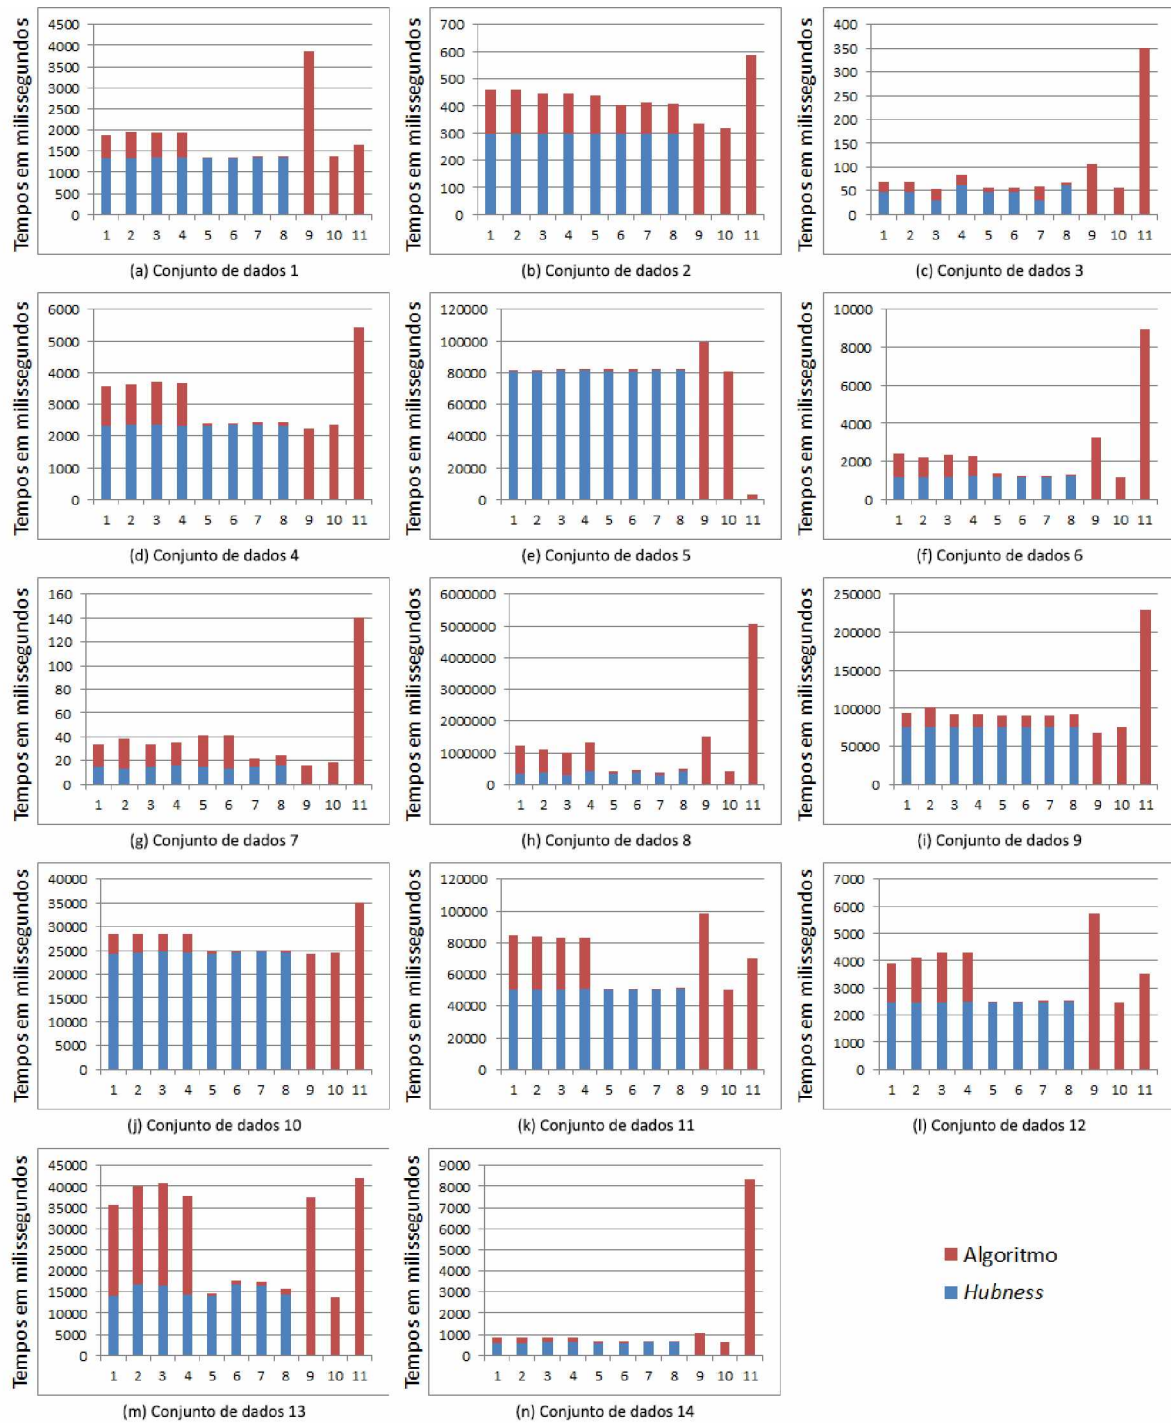 Tempos em milissegundos
4500
4000
3500
3000
2500
2000
1500
1000
500
0
1 2 3 4 5 6 7 8 9 10 11
(a) Conjunto de dados 1
Tempos em milissegundos
700
600
500
400
300
200
100
0
1 2 3 4 5 6 7 8 9 10 11
(b) Conjunto de dados 2
Tempos em milissegundos
400
350
300
250
200
150
100
50
0
1 2 3 4 5 6 7 8 9 10 11
(c) Conjunto de dados 3
Tempos em milissegundos
6000
5000
4000
3000
2000
1000
0
1 2 3 4 5 6 7 8 9 10 11
(d) Conjunto de dados 4
Tempos em milissegundos
120000
100000
80000
60000
40000
20000
0
1 2 3 4 5 6 7 8 9 10 11
(e) Conjunto de dados 5
Tempos em milissegundos
10000
8000
6000
4000
2000
0
1 2 3 4 5 6 7 8 9 10 11
(f) Conjunto de dados 6
Tempos em milissegundos
160
140
120
100
80
60
40
20
0
1 2 3 4 5 6 7 8 9 10 11
(g) Conjunto de dados 7
Tempos em milissegundos
6000000
5000000
4000000
3000000
2000000
1000000
0
1 2 3 4 5 6 7 8 9 10 11
(h) Conjunto de dados 8
Tempos em milissegundos
250000
200000
150000
100000
50000
0
1 2 3 4 5 6 7 8 9 10 11
(i) Conjunto de dados 9
Tempos em milissegundos
40000
35000
30000
25000
20000
15000
10000
5000
0
1 2 3 4 5 6 7 8 9 10 11
(j) Conjunto de dados 10
Tempos em milissegundos
120000
100000
80000
60000
40000
20000
0
1 2 3 4 5 6 7 8 9 10 11
(k) Conjunto de dados 11
Tempos em milissegundos
7000
6000
5000
4000
3000
2000
1000
0
1 2 3 4 5 6 7 8 9 10 11
(l) Conjunto de dados 12
Tempos em milissegundos
45000
40000
35000
30000
25000
20000
15000
10000
5000
0
1 2 3 4 5 6 7 8 9 10 11
(m) Conjunto de dados 13
Tempos em milissegundos
9000
8000
7000
6000
5000
4000
3000
2000
1000
0
1 2 3 4 5 6 7 8 9 10 11
(n) Conjunto de dados 14
Algoritmo
Hubness